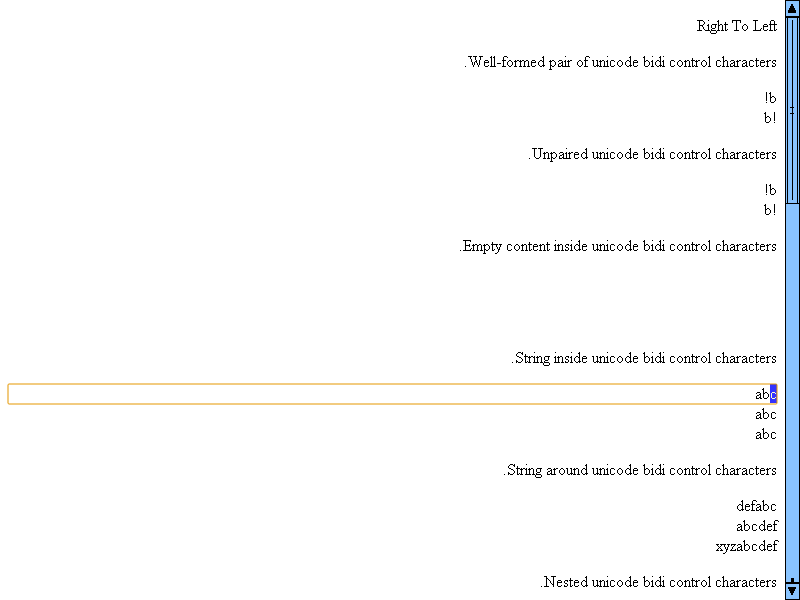 Right To Left
.Well-formed pair of unicode bidi control characters
!b
b!
.Unpaired unicode bidi control characters
!b
b!
.Empty content inside unicode bidi control characters
.String inside unicode bidi control characters
abc
abc
abc
.String around unicode bidi control characters
defabc
abcdef
xyzabcdef
.Nested unicode bidi control characters